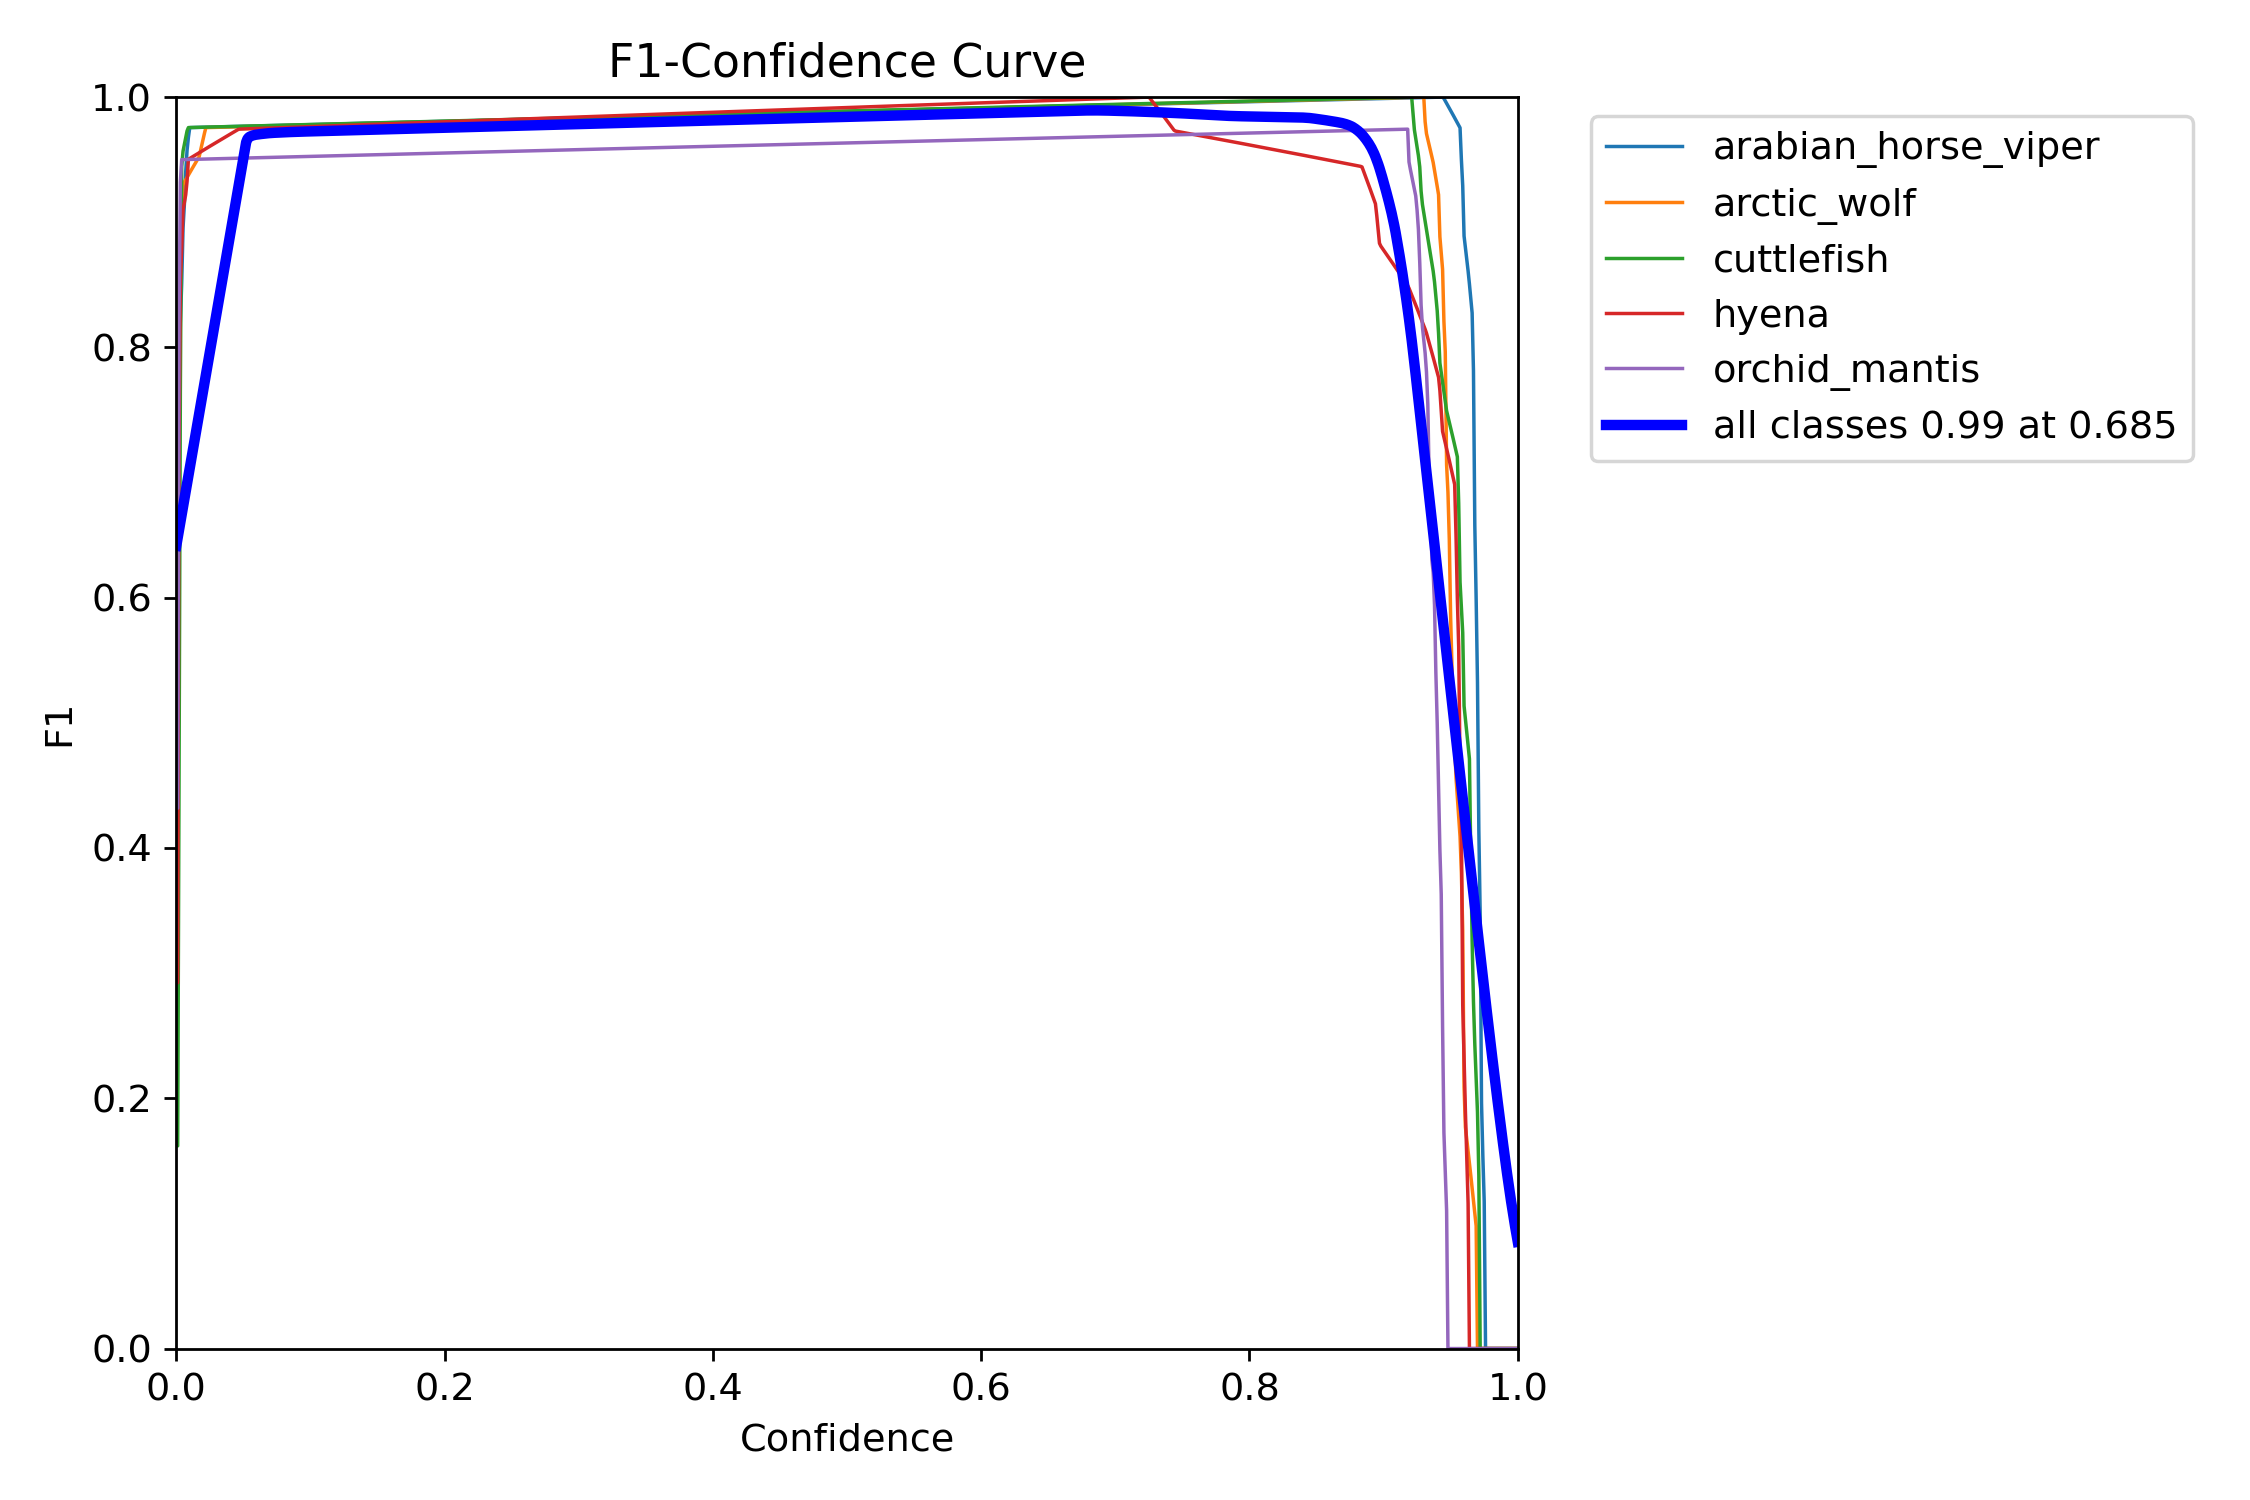 F1-Confidence Curve
1.0
0.8
0.6
0.4
0.2
0.0
F1
0.0 0.2 0.4 0.6 0.8 1.0
Confidence
arabian_horse_viper
arctic_wolf
cuttlefish
hyena
orchid_mantis
all classes 0.99 at 0.685